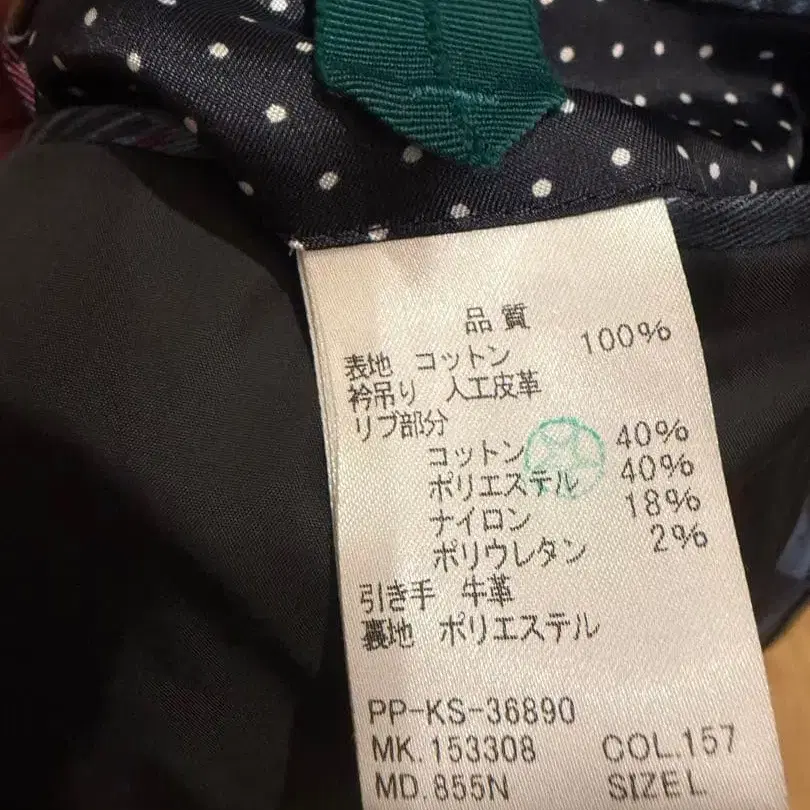 品質
表地 コットン 100%
衿吊り 人工皮革
リブ部分
コットン 40%
ポリエステル 40%
ナイロン 18%
ポリウレタン 2%
引き手 牛革
裏地 ポリエステル
PP-KS-36890
MK.153308 COL.157
MD.855N SIZE L